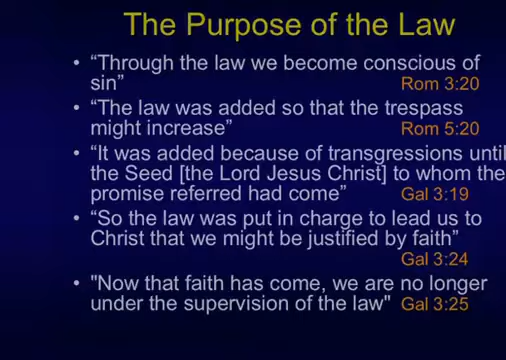 The Purpose of the Law
• “Through the law we become conscious of
sin” Rom 3:20
• “The law was added so that the trespass
might increase” Rom 5:20
• “It was added because of transgressions until
the Seed [the Lord Jesus Christ] to whom the
promise referred had come” Gal 3:19
• “So the law was put in charge to lead us to
Christ that we might be justified by faith”
Gal 3:24
• "Now that faith has come, we are no longer
under the supervision of the law" Gal 3:25